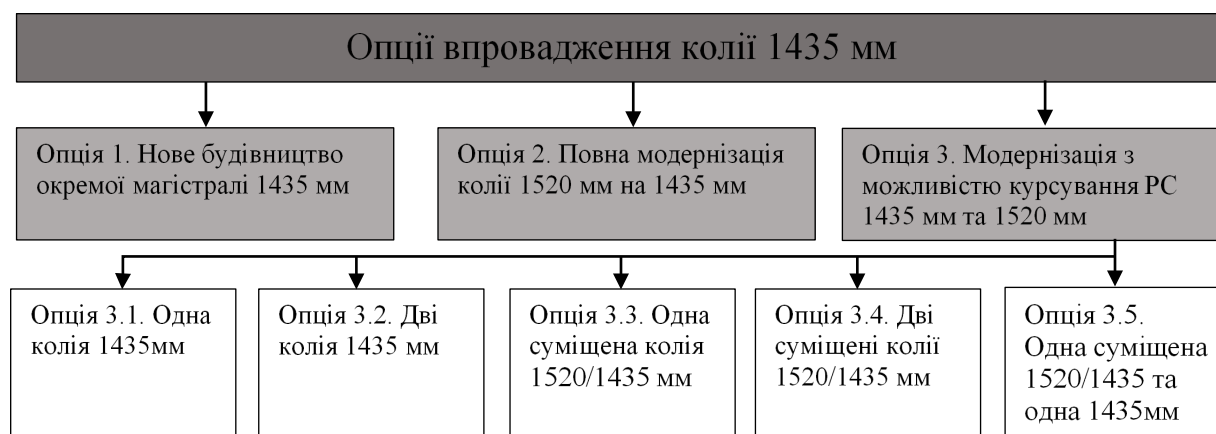 Опції впровадження колії 1435 мм
Опція 1. Нове будівництво
окремої магістралі 1435 мм
Опція 2. Повна модернізація
колії 1520 мм на 1435 мм
Опція 3. Модернізація з
можливістю курсування РС
1435 мм та 1520 мм
Опція 3.1. Одна
колія 1435мм
Опція 3.2. Дві
колія 1435 мм
Опція 3.3. Одна
суміщена колія
1520/1435 мм
Опція 3.4. Дві
суміщені колії
1520/1435 мм
Опція 3.5.
Одна суміщена
1520/1435 та
одна 1435мм